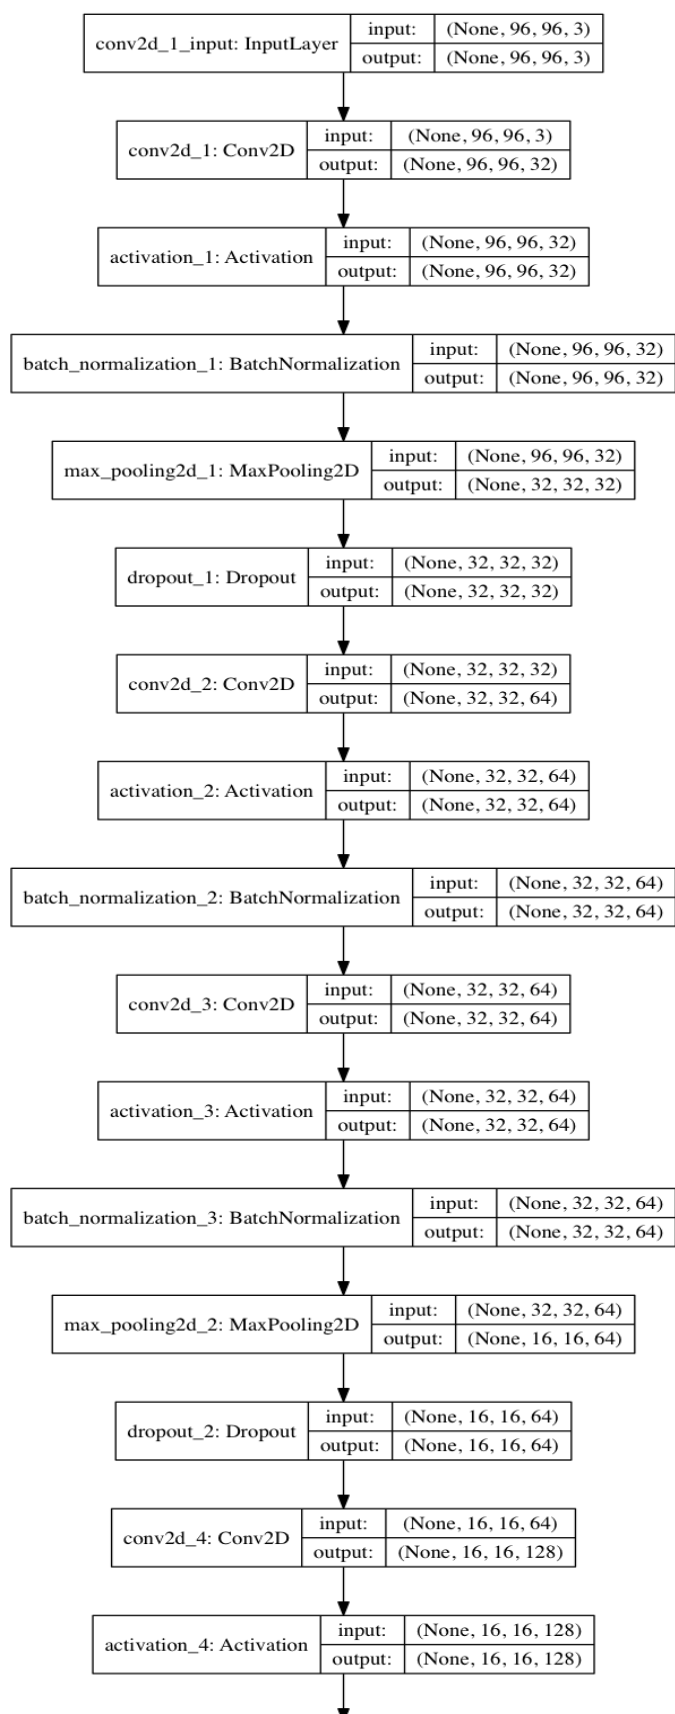 conv2d_1_input: InputLayer input: (None, 96, 96, 3)
output: (None, 96, 96, 3)
conv2d_1: Conv2D input: (None, 96, 96, 3)
output: (None, 96, 96, 32)
activation_1: Activation input: (None, 96, 96, 32)
output: (None, 96, 96, 32)
batch_normalization_1: BatchNormalization input: (None, 96, 96, 32)
output: (None, 96, 96, 32)
max_pooling2d_1: MaxPooling2D input: (None, 96, 96, 32)
output: (None, 32, 32, 32)
dropout_1: Dropout input: (None, 32, 32, 32)
output: (None, 32, 32, 32)
conv2d_2: Conv2D input: (None, 32, 32, 32)
output: (None, 32, 32, 64)
activation_2: Activation input: (None, 32, 32, 64)
output: (None, 32, 32, 64)
batch_normalization_2: BatchNormalization input: (None, 32, 32, 64)
output: (None, 32, 32, 64)
conv2d_3: Conv2D input: (None, 32, 32, 64)
output: (None, 32, 32, 64)
activation_3: Activation input: (None, 32, 32, 64)
output: (None, 32, 32, 64)
batch_normalization_3: BatchNormalization input: (None, 32, 32, 64)
output: (None, 32, 32, 64)
max_pooling2d_2: MaxPooling2D input: (None, 32, 32, 64)
output: (None, 16, 16, 64)
dropout_2: Dropout input: (None, 16, 16, 64)
output: (None, 16, 16, 64)
conv2d_4: Conv2D input: (None, 16, 16, 64)
output: (None, 16, 16, 128)
activation_4: Activation input: (None, 16, 16, 128)
output: (None, 16, 16, 128)